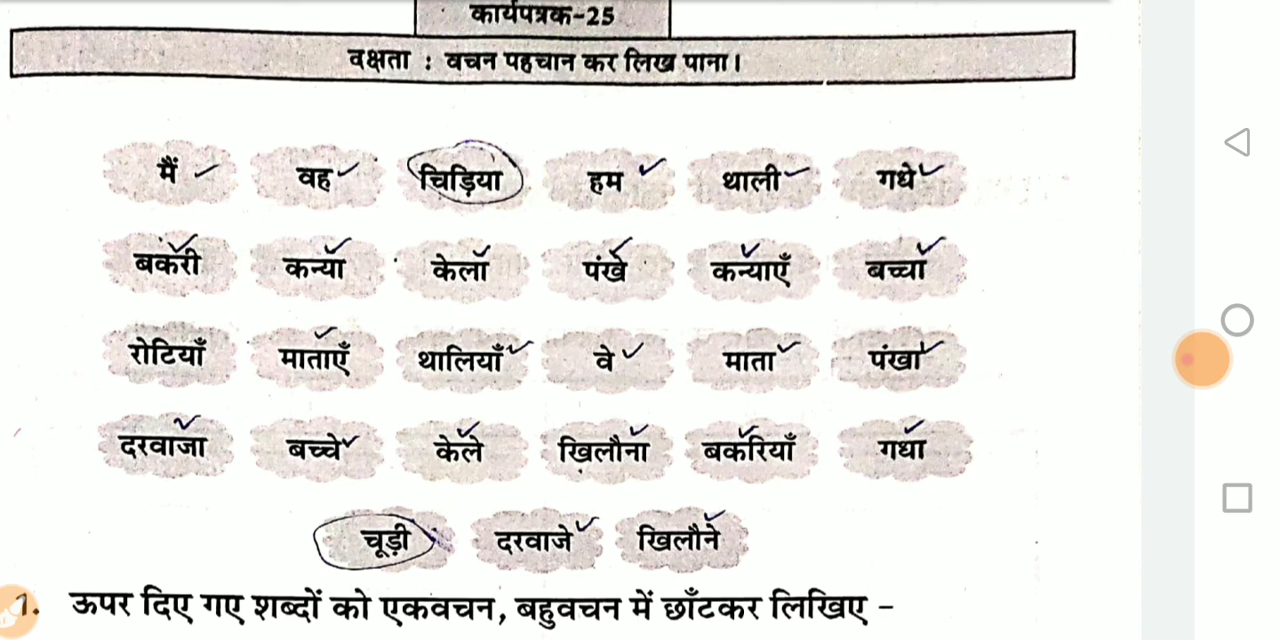 कार्यपत्रक-25
दक्षता : वचन पहचान कर लिख पाना।
मैं वह चिड़िया हम थाली गधे
बकरी कन्या केला पंखे कन्याएँ बच्चा
रोटियाँ माताएँ थालियाँ वे माता पंखा
दरवाजा बच्चे केले खिलौना बकरियाँ गधा
चूड़ी दरवाजे खिलौने
1. ऊपर दिए गए शब्दों को एकवचन, बहुवचन में छाँटकर लिखिए -